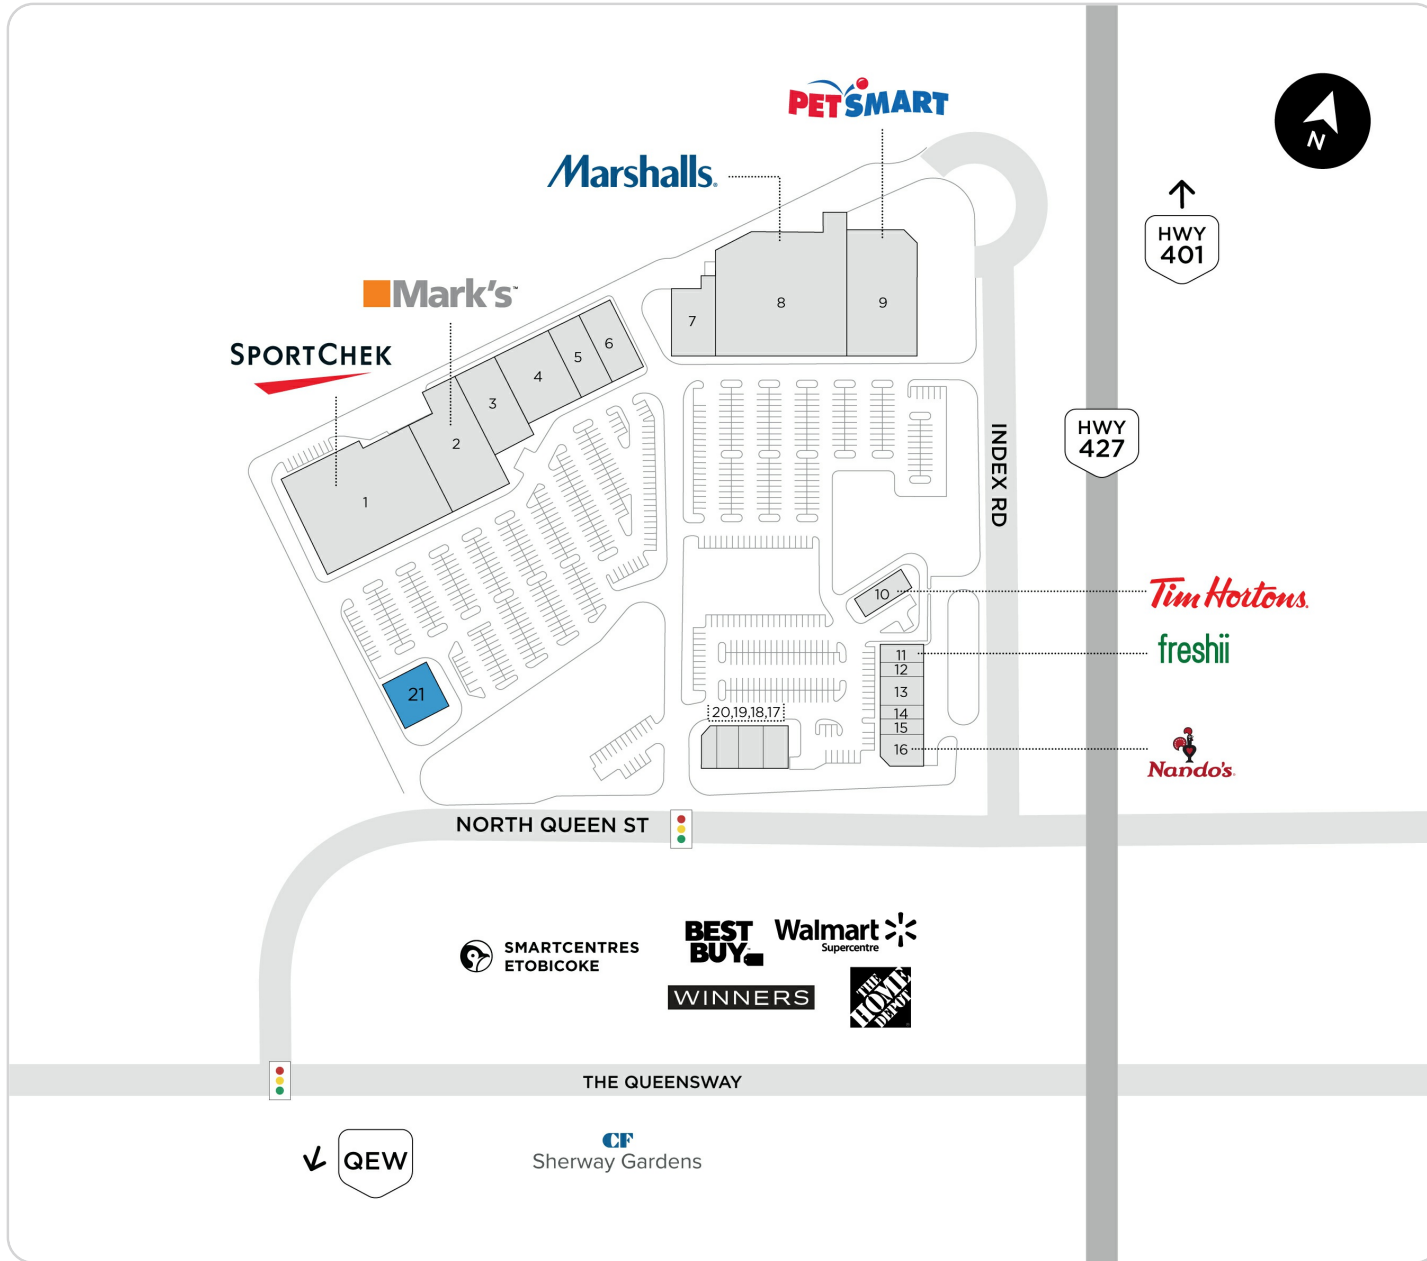 PETSMART
N
Marshalls.
HWY
401
Mark's™
SPORTCHEK
7
8
9
6
5
4
3
2
1
INDEX RD
HWY
427
10
Tim Hortons.
11
freshii
12
13
21
20,19,18,17
14
15
16
Nando's
NORTH QUEEN ST
SMARTCENTRES
ETOBICOKE
BEST
BUY
Walmart
Supercentre
WINNERS
THE
HOME
DEPOT
THE QUEENSWAY
QEW
CF
Sherway Gardens